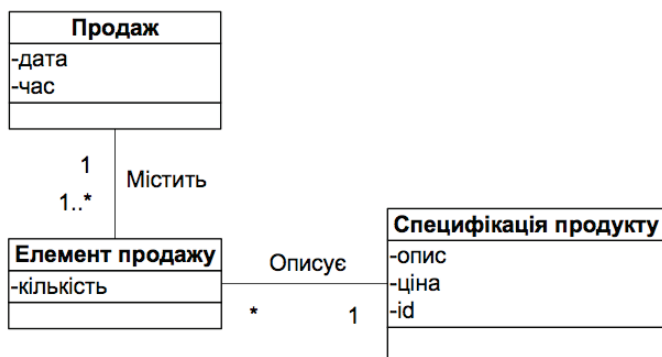 Продаж
-дата
-час
1
Містить
1..*
Елемент продажу
-кількість
Описує
*
1
Специфікація продукту
-опис
-ціна
-id